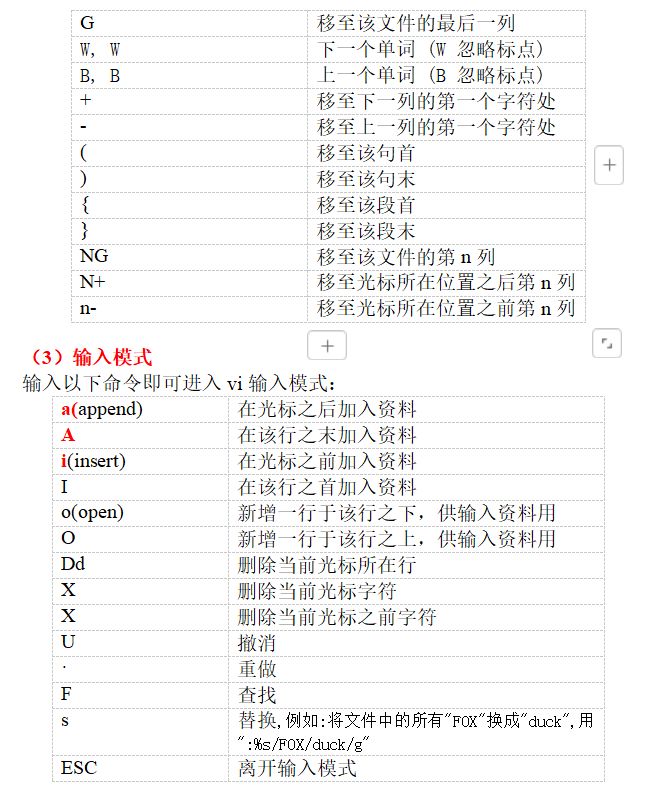 G 移至该文件的最后一列
W, W 下一个单词 (W 忽略标点)
B, B 上一个单词 (B 忽略标点)
+ 移至下一列的第一个字符处
- 移至上一列的第一个字符处
( 移至该句首
) 移至该句末
{ 移至该段首
} 移至该段末
NG 移至该文件的第 n 列
N+ 移至光标所在位置之后第 n 列
n- 移至光标所在位置之前第 n 列
（3）输入模式
输入以下命令即可进入 vi 输入模式：
a(append) 在光标之后加入资料
A 在该行之末加入资料
i(insert) 在光标之前加入资料
I 在该行之首加入资料
o(open) 新增一行于该行之下，供输入资料用
O 新增一行于该行之上，供输入资料用
Dd 删除当前光标所在行
X 删除当前光标字符
X 删除当前光标之前字符
U 撤消
· 重做
F 查找
s 替换,例如:将文件中的所有"FOX"换成"duck",用
":%s/FOX/duck/g"
ESC 离开输入模式